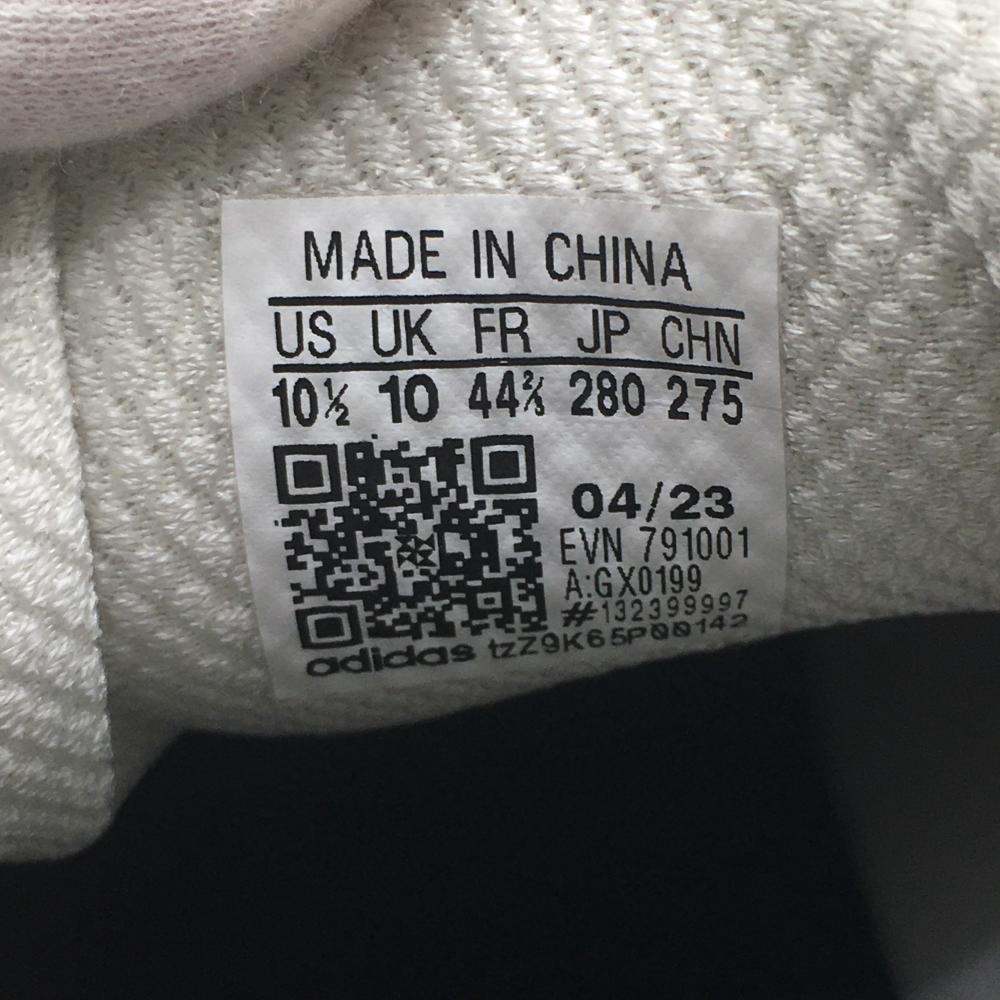 MADE IN CHINA
US UK FR JP CHN
10½ 10 44⅔ 280 275
04/23
EVN 791001
A:GX0199
#132399997
adidas tzZ9K65P00142